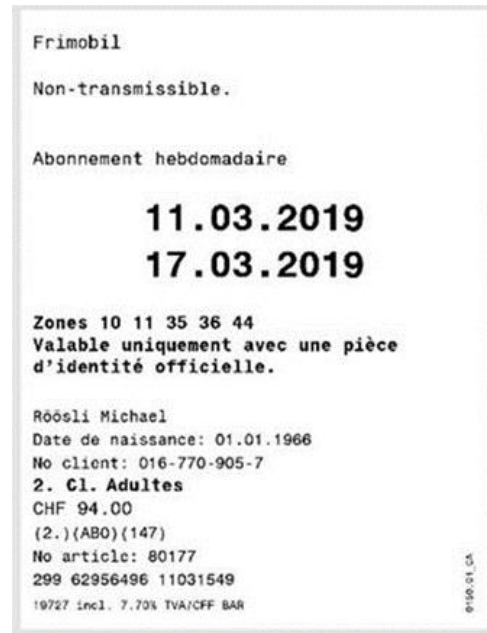 Frimobil
Non-transmissible.
Abonnement hebdomadaire
11.03.2019
17.03.2019
Zones 10 11 35 36 44
Valable uniquement avec une pièce
d'identité officielle.
Röösli Michael
Date de naissance: 01.01.1966
No client: 016-770-905-7
2. Cl. Adultes
CHF 94.00
(2.)(ABO)(147)
No article: 80177
299 62956496 11031549
19727 incl. 7.70% TVA/CFF BAR
0150.01_CA